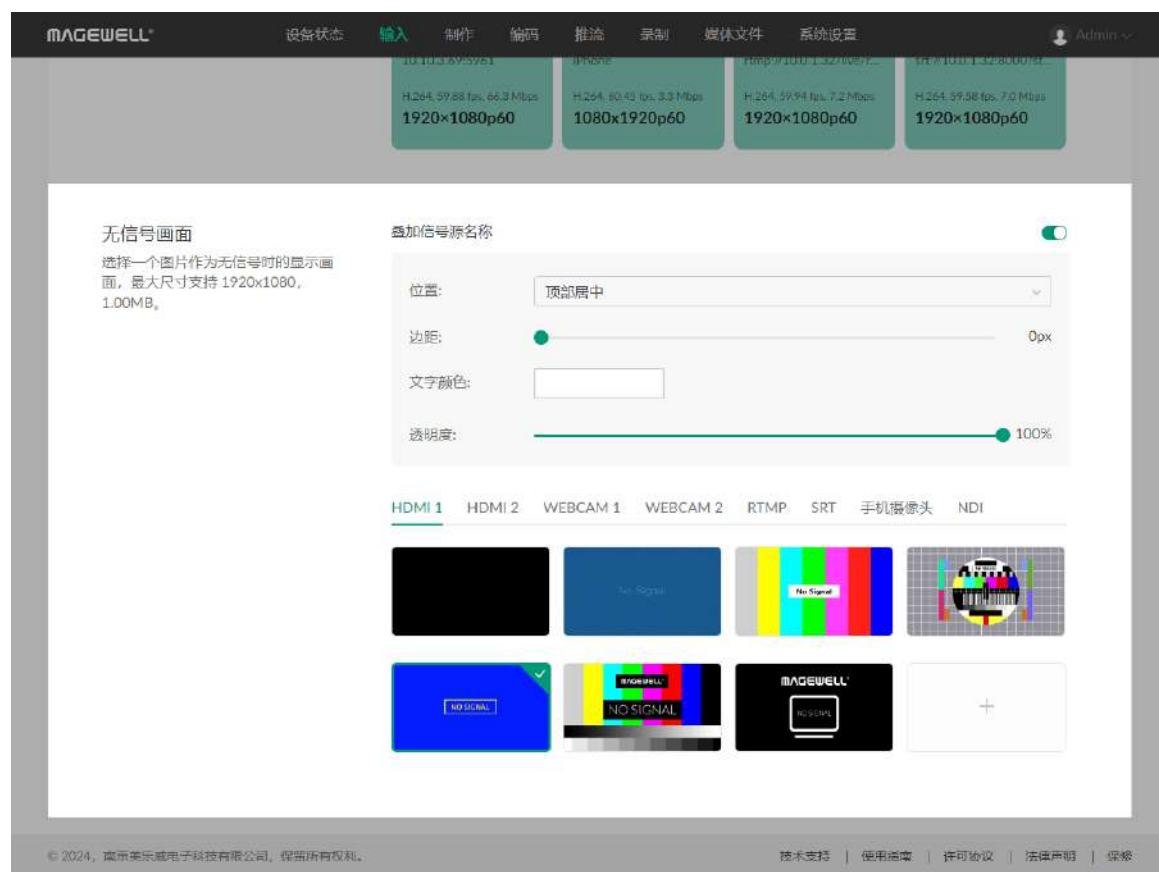 MAGEWELL
设备状态 输入 制作 编码 推流 录制 媒体文件 系统设置 Admin
10.10.3.69:5961 iPhone
H.264, 59.88 fps, 66.3 Mbps H.264, 60.45 fps, 3.3 Mbps H.264, 59.94 fps, 7.2 Mbps H.264, 59.58 fps, 7.0 Mbps
1920×1080p60 1080x1920p60 1920×1080p60 1920×1080p60
无信号画面
选择一个图片作为无信号时的显示画
面，最大尺寸支持 1920x1080，
1.00MB。
叠加信号源名称
位置: 顶部居中
边距: 0px
文字颜色:
透明度: 100%
HDMI 1 HDMI 2 WEBCAM 1 WEBCAM 2 RTMP SRT 手机摄像头 NDI
No Signal
No Signal
NO SIGNAL
MAGEWELL
NO SIGNAL
MAGEWELL
NO SIGNAL
© 2024，南京美乐威电子科技有限公司，保留所有权利。
技术支持 | 使用指南 | 许可协议 | 法律声明 | 保修